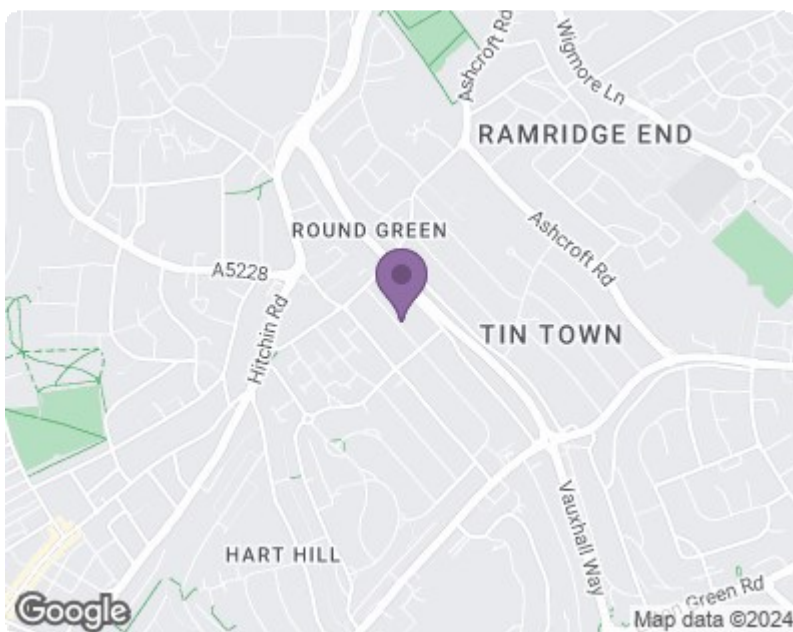 Ashcroft Rd
Wigmore Ln
RAMRIDGE END
ROUND GREEN
Ashcroft Rd
A5228
Hitchin Rd
TIN TOWN
Vauxhall Way
HART HILL
Green Rd
Google
Map data ©2024